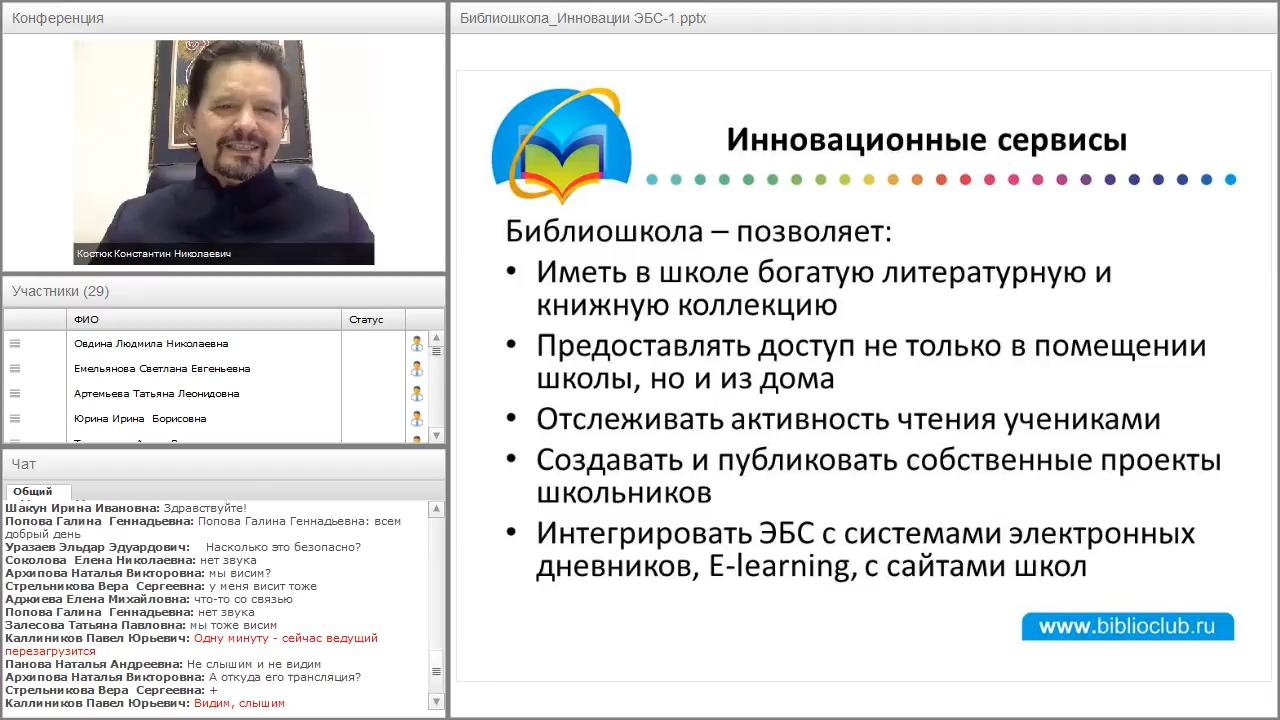 Конференция
Костюк Константин Николаевич
Участники (29)
ФИО Статус
Овдина Людмила Николаевна
Емельянова Светлана Евгеньевна
Артемьева Татьяна Леонидовна
Юрина Ирина Борисовна
Чат
Общий
Шакун Ирина Ивановна: Здравствуйте!
Попова Галина Геннадьевна: Попова Галина Геннадьевна: всем
добрый день
Уразаев Эльдар Эдуардович: Насколько это безопасно?
Соколова Елена Николаевна: нет звука
Архипова Наталья Викторовна: мы висим?
Стрельникова Вера Сергеевна: у меня висит тоже
Аджиева Елена Михайловна: что-то со связью
Попова Галина Геннадьевна: нет звука
Залесова Татьяна Павловна: мы тоже висим
Каллиников Павел Юрьевич: Одну минуту - сейчас ведущий
перезагрузится
Панова Наталья Андреевна: Не слышим и не видим
Архипова Наталья Викторовна: А откуда его трансляция?
Стрельникова Вера Сергеевна: +
Каллиников Павел Юрьевич: Видим, слышим
Библиошкола_Инновации ЭБС-1.pptx
Инновационные сервисы
Библиошкола – позволяет:
• Иметь в школе богатую литературную и
книжную коллекцию
• Предоставлять доступ не только в помещении
школы, но и из дома
• Отслеживать активность чтения учениками
• Создавать и публиковать собственные проекты
школьников
• Интегрировать ЭБС с системами электронных
дневников, E-learning, с сайтами школ
www.biblioclub.ru